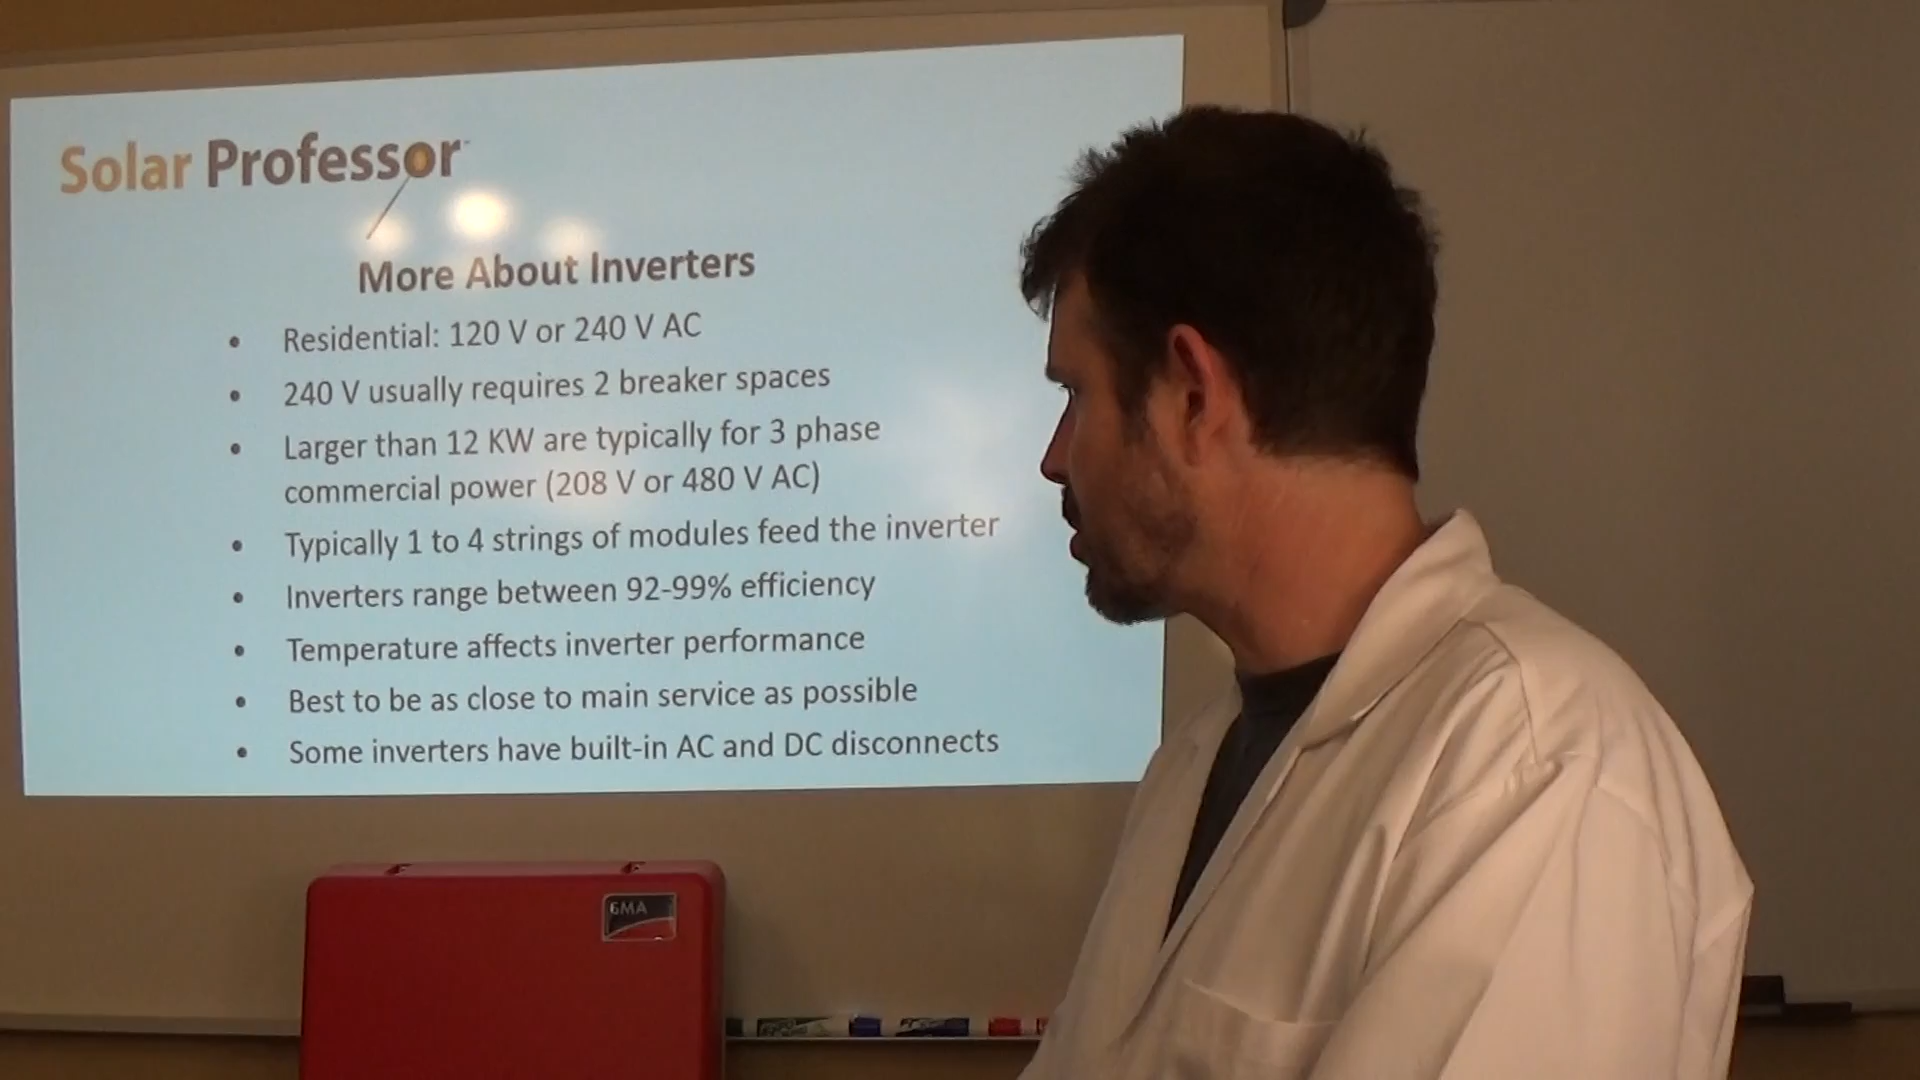 Solar Professor
More About Inverters
• Residential: 120 V or 240 V AC
• 240 V usually requires 2 breaker spaces
• Larger than 12 KW are typically for 3 phase
commercial power (208 V or 480 V AC)
• Typically 1 to 4 strings of modules feed the inverter
• Inverters range between 92-99% efficiency
• Temperature affects inverter performance
• Best to be as close to main service as possible
• Some inverters have built-in AC and DC disconnects
SMA
EXPO